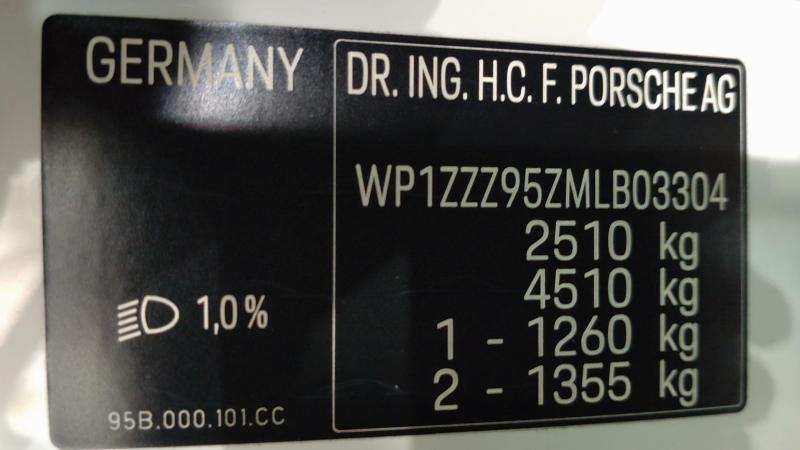 GERMANY
DR. ING. H.C. F. PORSCHE AG
WP1ZZZ95ZMLB03304
2510 kg
4510 kg
1 - 1260 kg
2 - 1355 kg
1,0%
95B.000.101.CC